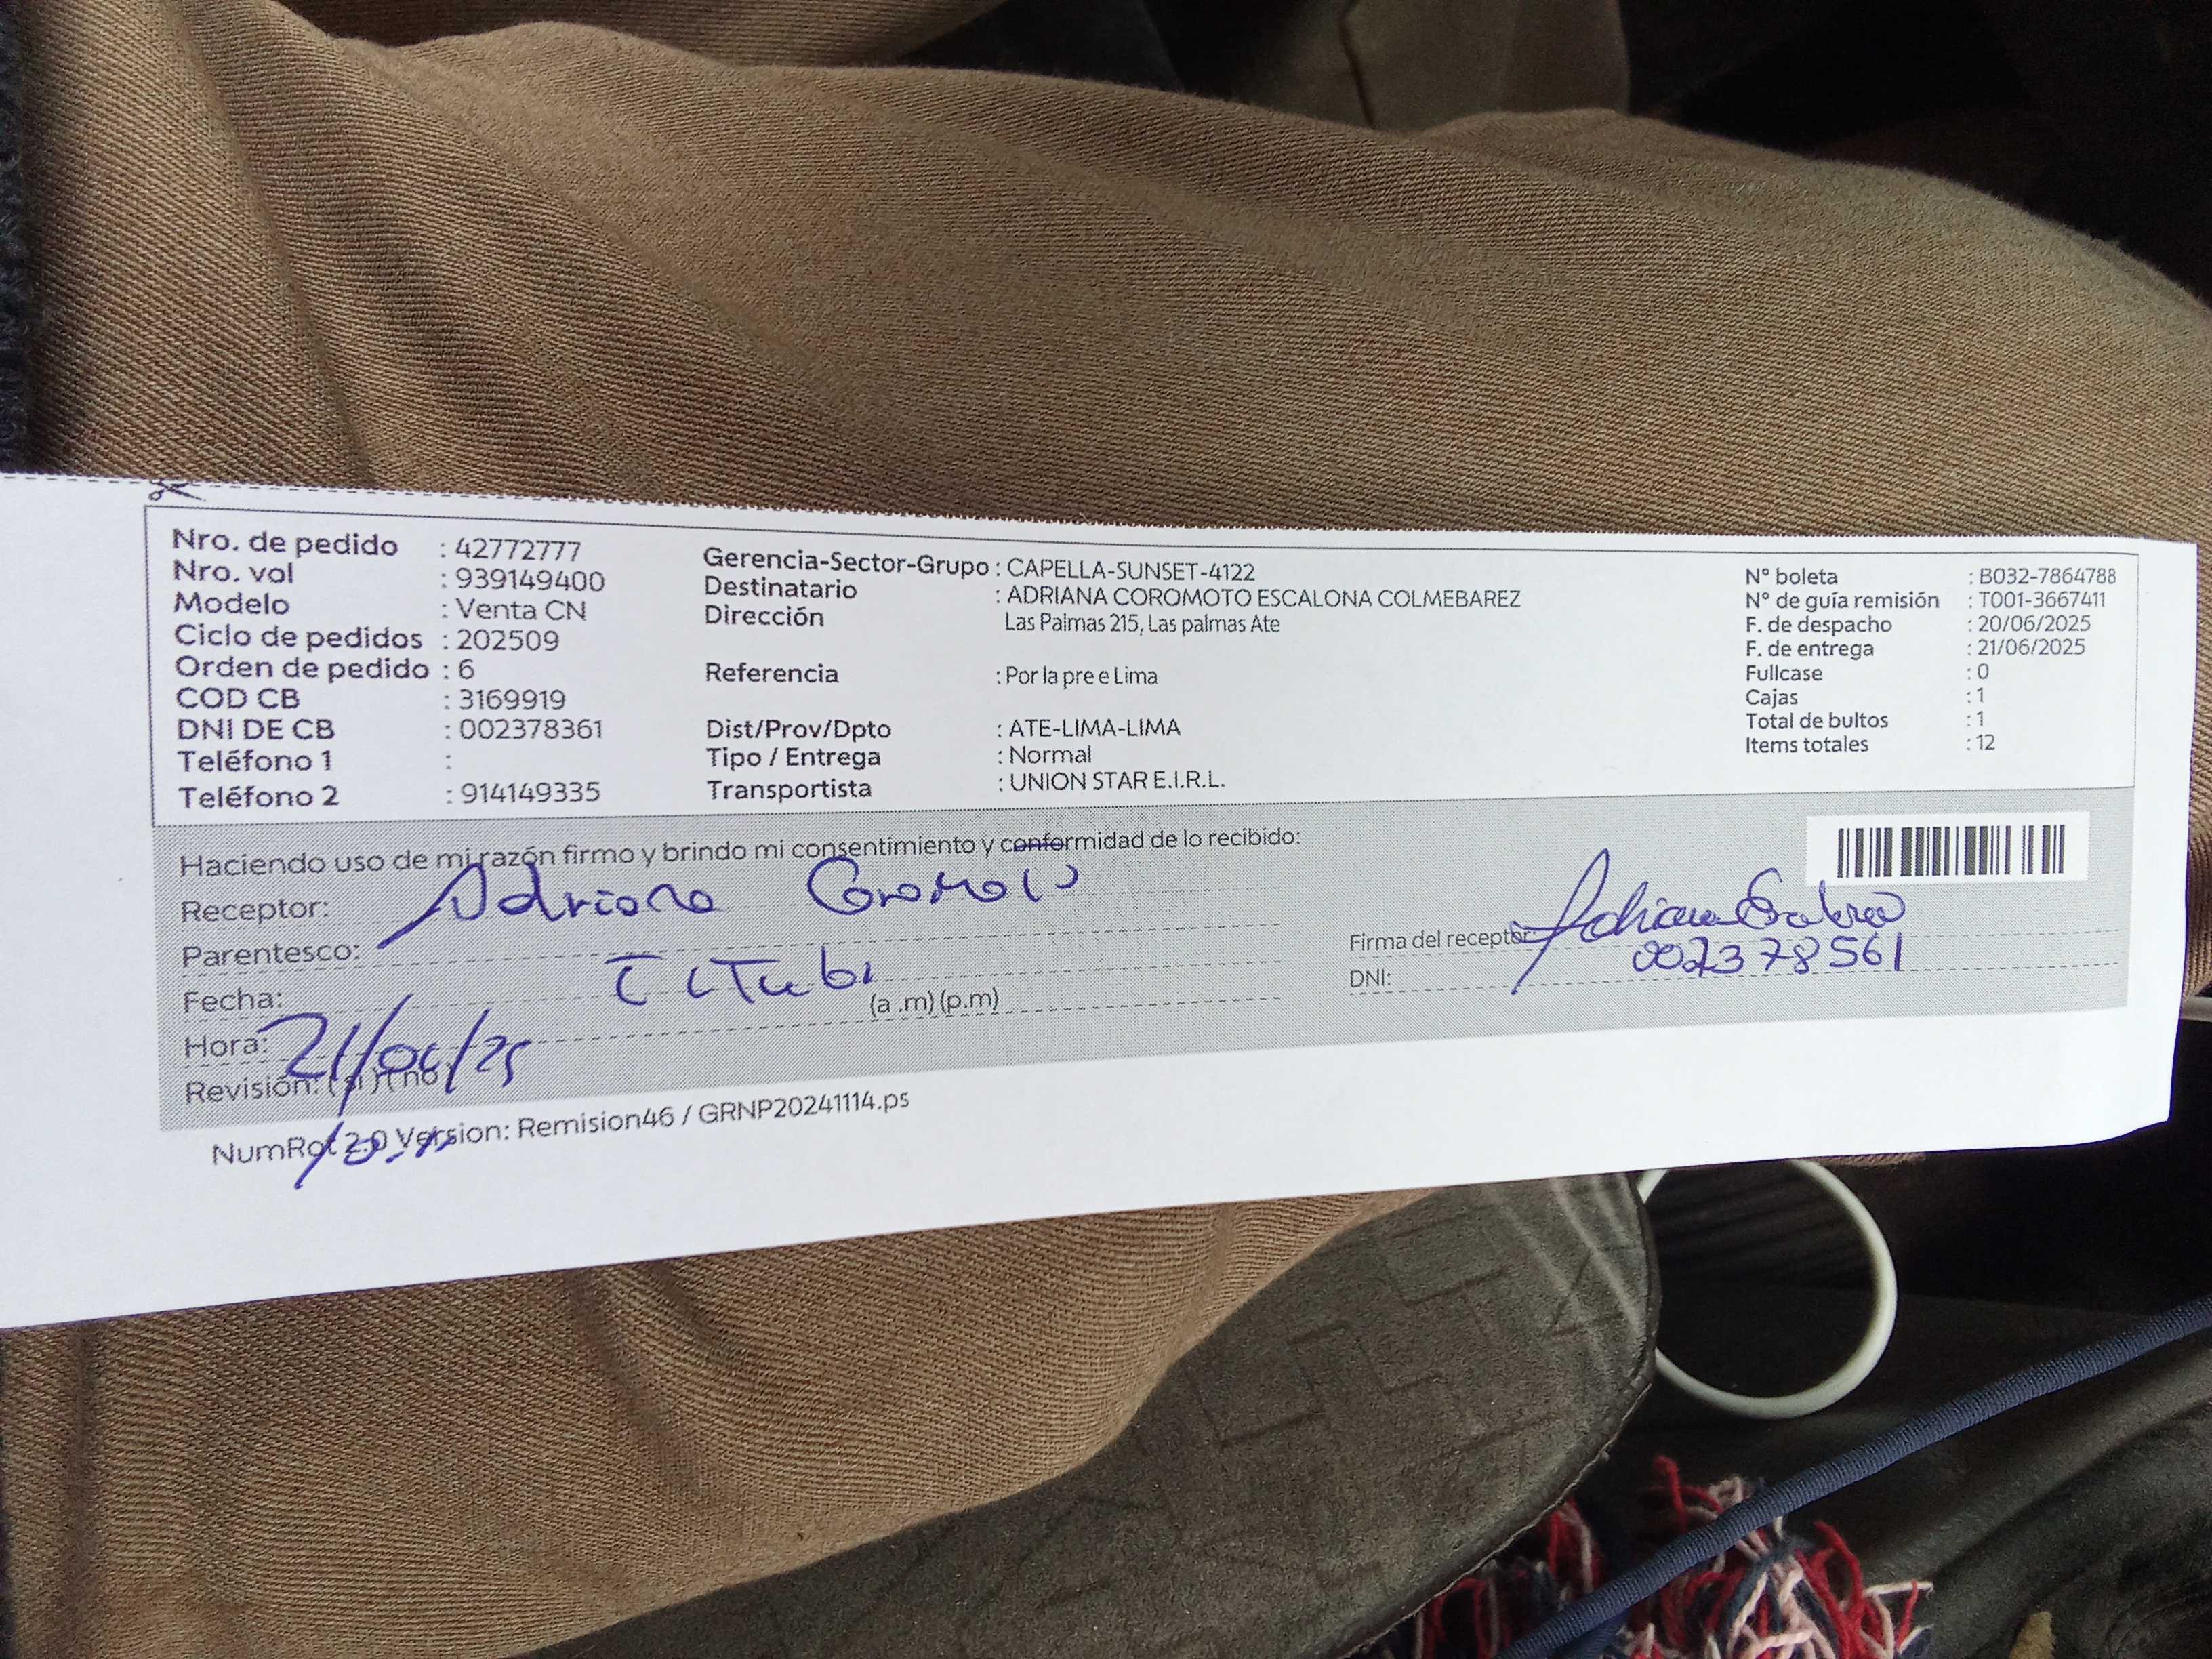 Nro. de pedido : 42772777
Nro. vol : 939149400
Modelo : Venta CN
Ciclo de pedidos : 202509
Orden de pedido : 6
COD CB : 3169919
DNI DE CB : 002378361
Teléfono 1 :
Teléfono 2 : 914149335
Gerencia-Sector-Grupo : CAPELLA-SUNSET-4122
Destinatario : ADRIANA COROMOTO ESCALONA COLMEBAREZ
Dirección Las Palmas 215, Las palmas Ate
Referencia : Por la pre e Lima
Dist/Prov/Dpto : ATE-LIMA-LIMA
Tipo / Entrega : Normal
Transportista : UNION STAR E.I.R.L.
N° boleta : B032-7864788
N° de guía remisión : T001-3667411
F. de despacho : 20/06/2025
F. de entrega : 21/06/2025
Fullcase : 0
Cajas : 1
Total de bultos : 1
Items totales : 12
Haciendo uso de mi razón firmo y brindo mi consentimiento y conformidad de lo recibido:
Receptor: Adriana Coromoto
Parentesco:
Fecha: (a .m) (p.m)
Hora: 21/06/25
Revisión: ( si ) ( no
Firma del receptor: Adriana
DNI: 002378561
NumRot 2.0 Version: Remision46 / GRNP20241114.ps